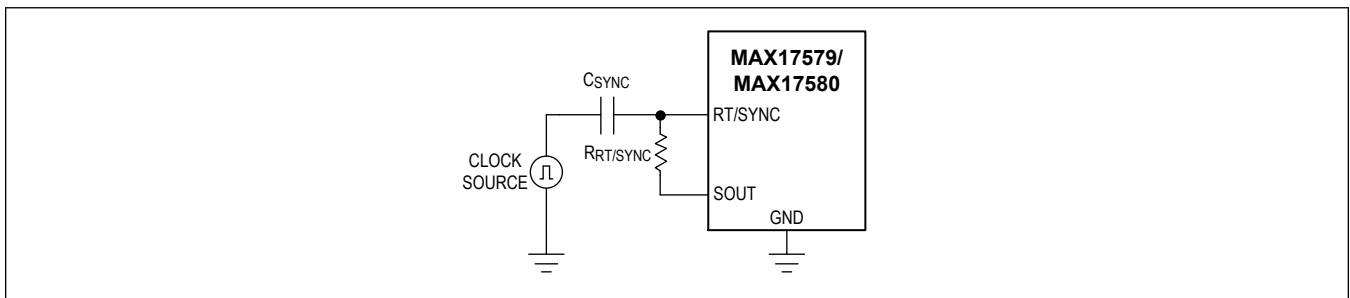 MAX17579/
MAX17580
CSYNC
RT/SYNC
RRT/SYNC
CLOCK
SOURCE
SOUT
GND